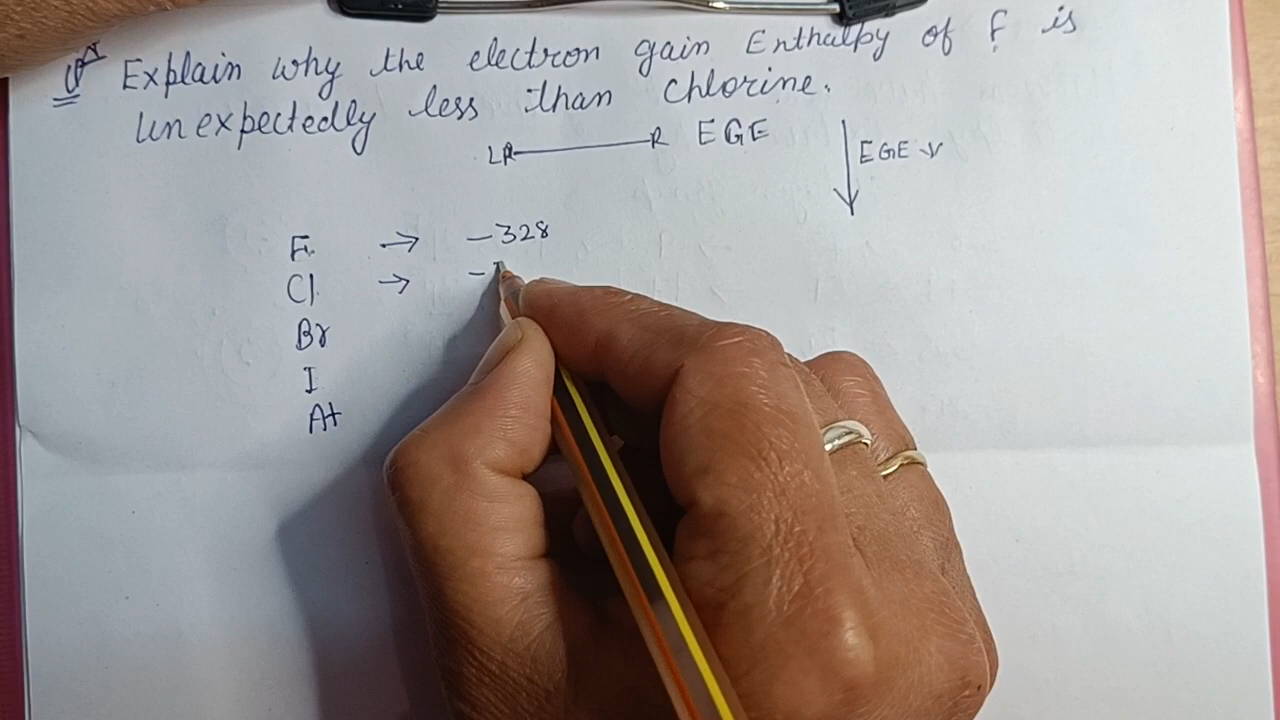 Qn Explain why the electron gain Enthalpy of F is
unexpectedly less than chlorine.
LR R EGE
EGE
F → -328
Cl → -
Br
I
At